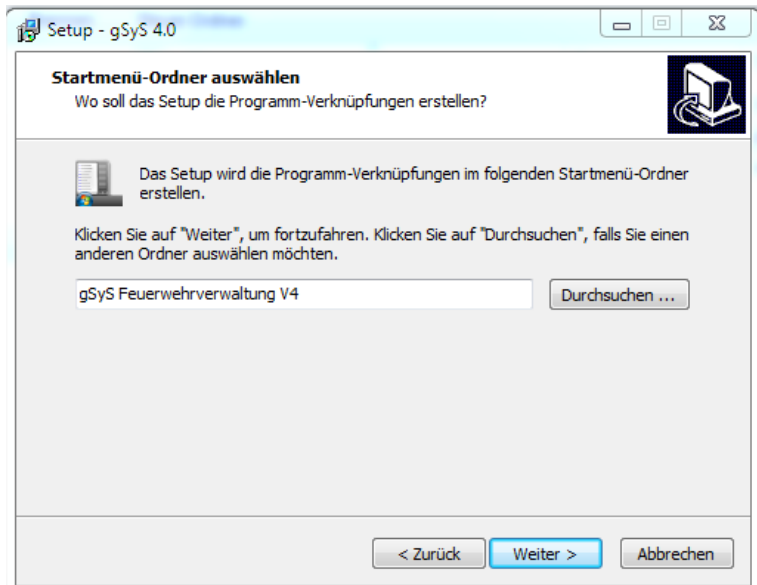 Setup - gSyS 4.0
Startmenü-Ordner auswählen
Wo soll das Setup die Programm-Verknüpfungen erstellen?
Das Setup wird die Programm-Verknüpfungen im folgenden Startmenü-Ordner
erstellen.
Klicken Sie auf "Weiter", um fortzufahren. Klicken Sie auf "Durchsuchen", falls Sie einen
anderen Ordner auswählen möchten.
gSyS Feuerwehrverwaltung V4
Durchsuchen ...
< Zurück
Weiter >
Abbrechen